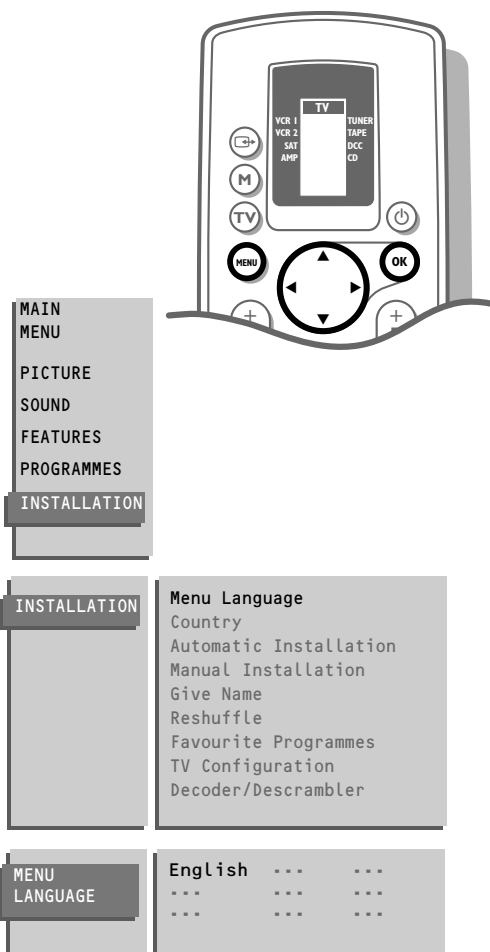 TV
VCR 1 TUNER
VCR 2 TAPE
SAT DCC
AMP CD
M
TV
MENU OK
+ +
MAIN
MENU
PICTURE
SOUND
FEATURES
PROGRAMMES
INSTALLATION
INSTALLATION
Menu Language
Country
Automatic Installation
Manual Installation
Give Name
Reshuffle
Favourite Programmes
TV Configuration
Decoder/Descrambler
MENU
LANGUAGE
English --- ---
--- --- ---
--- --- ---